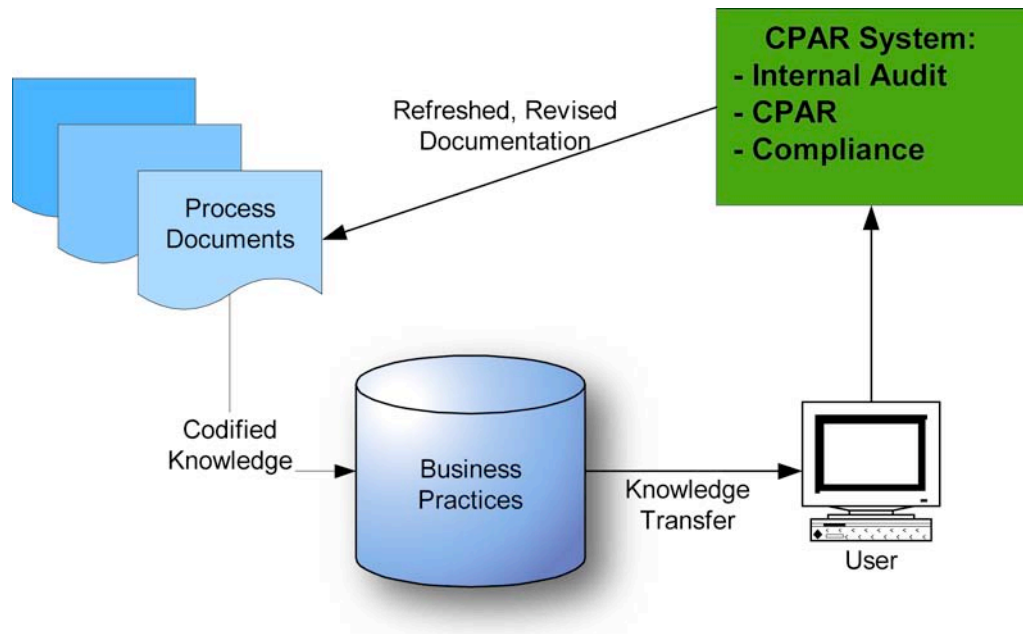 CPAR System:
- Internal Audit
- CPAR
- Compliance
Refreshed, Revised
Documentation
Process
Documents
Codified
Knowledge
Business
Practices
Knowledge
Transfer
User